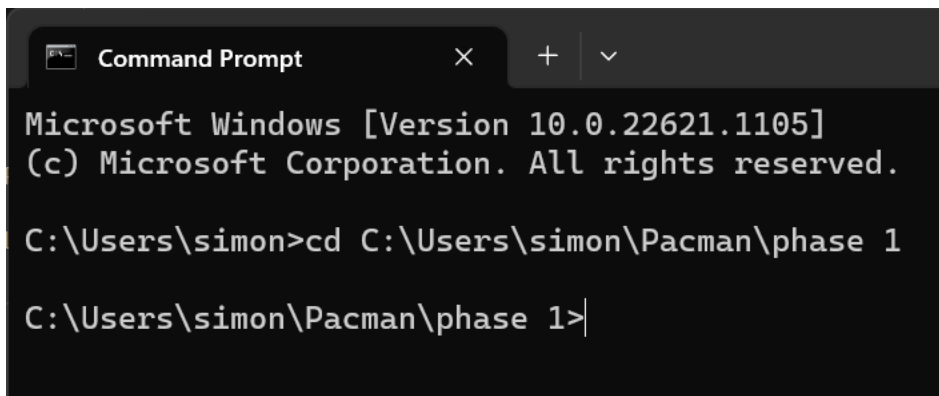 Command Prompt
Microsoft Windows [Version 10.0.22621.1105]
(c) Microsoft Corporation. All rights reserved.
C:\Users\simon>cd C:\Users\simon\Pacman\phase 1
C:\Users\simon\Pacman\phase 1>